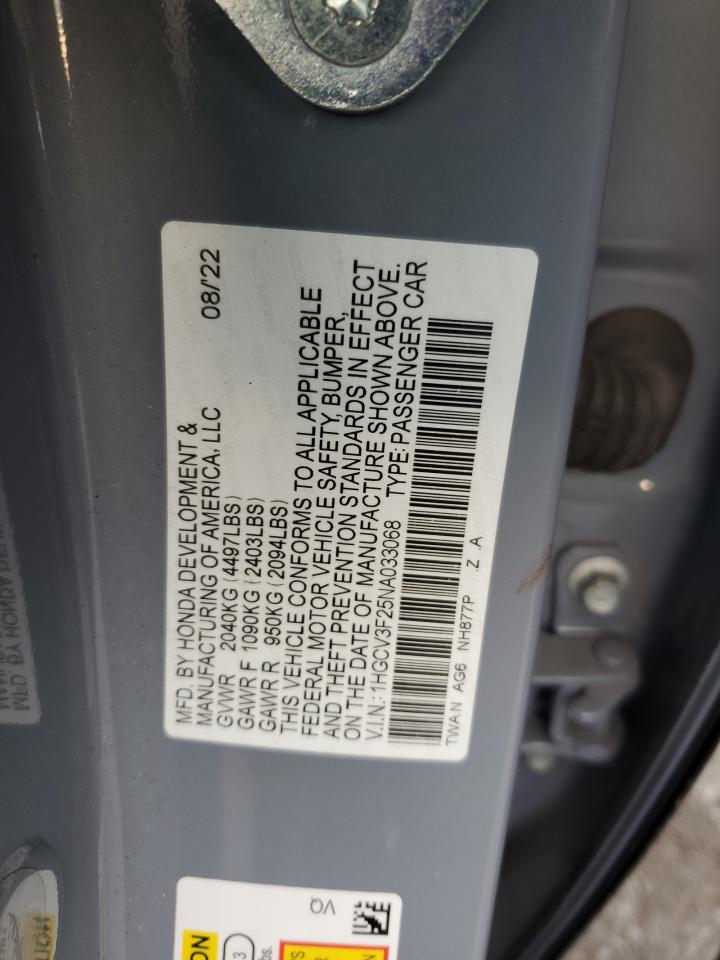 MFD. BY HONDA DEVELOPMENT & 08/'22
MANUFACTURING OF AMERICA, LLC
GVWR 2040KG (4497LBS)
GAWR F 1090KG (2403LBS)
GAWR R 950KG (2094LBS)
THIS VEHICLE CONFORMS TO ALL APPLICABLE
FEDERAL MOTOR VEHICLE SAFETY, BUMPER,
AND THEFT PREVENTION STANDARDS IN EFFECT
ON THE DATE OF MANUFACTURE SHOWN ABOVE.
V.I.N.: 1HGCV3F25NA033068 TYPE: PASSENGER CAR
TWAN AG6 NH877P .Z .A
VQ